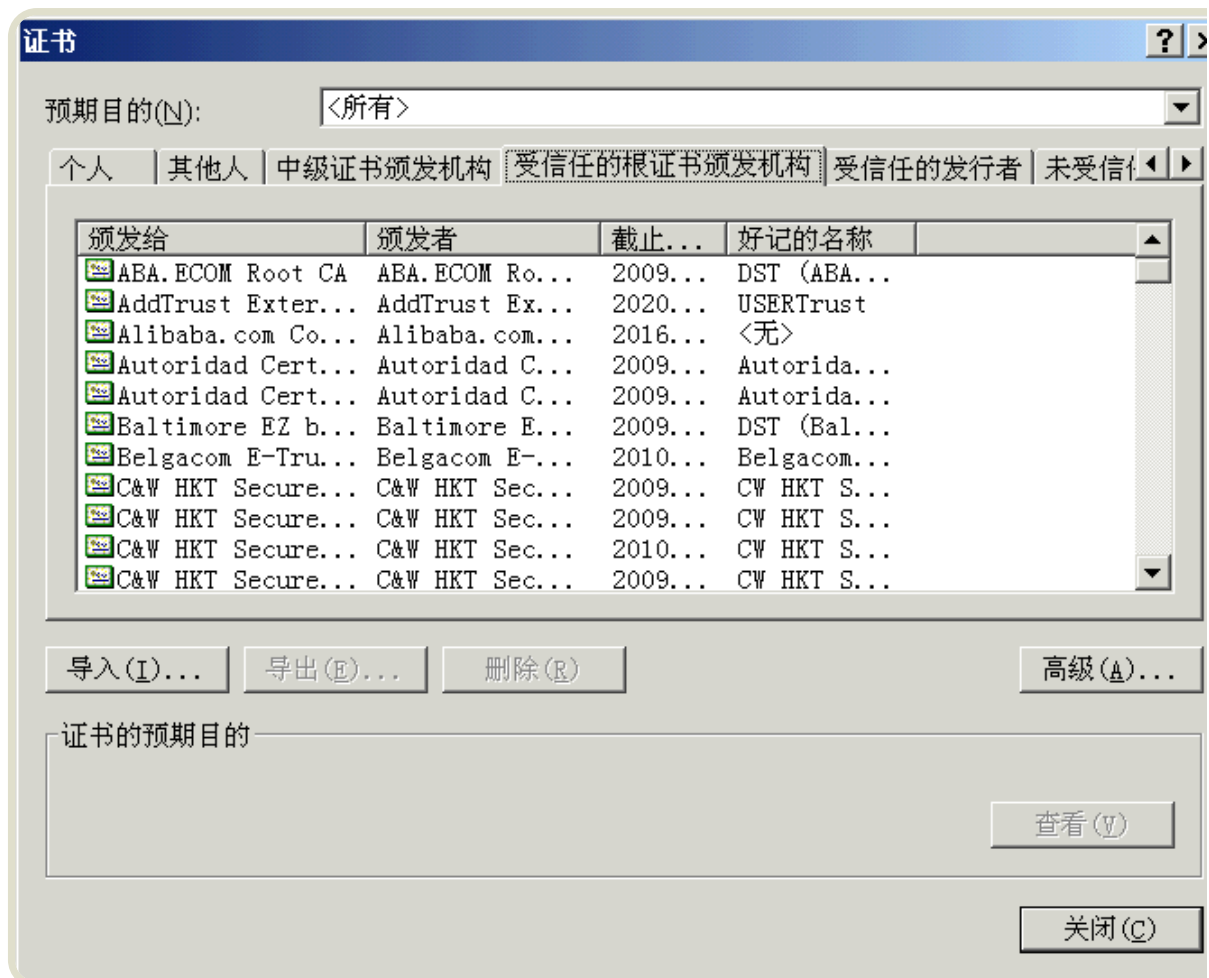 证书
预期目的(N): <所有>
个人 其他人 中级证书颁发机构 受信任的根证书颁发机构 受信任的发行者 未受信
颁发给 颁发者 截止... 好记的名称
ABA.ECOM Root CA ABA.ECOM Ro... 2009... DST (ABA...
AddTrust Exter... AddTrust Ex... 2020... USERTrust
Alibaba.com Co... Alibaba.com... 2016... <无>
Autoridad Cert... Autoridad C... 2009... Autorida...
Autoridad Cert... Autoridad C... 2009... Autorida...
Baltimore EZ b... Baltimore E... 2009... DST (Bal...
Belgacom E-Tru... Belgacom E-... 2010... Belgacom...
C&W HKT Secure... C&W HKT Sec... 2009... CW HKT S...
C&W HKT Secure... C&W HKT Sec... 2009... CW HKT S...
C&W HKT Secure... C&W HKT Sec... 2010... CW HKT S...
C&W HKT Secure... C&W HKT Sec... 2009... CW HKT S...
导入(I)... 导出(E)... 删除(R) 高级(A)...
证书的预期目的
查看(V)
关闭(C)